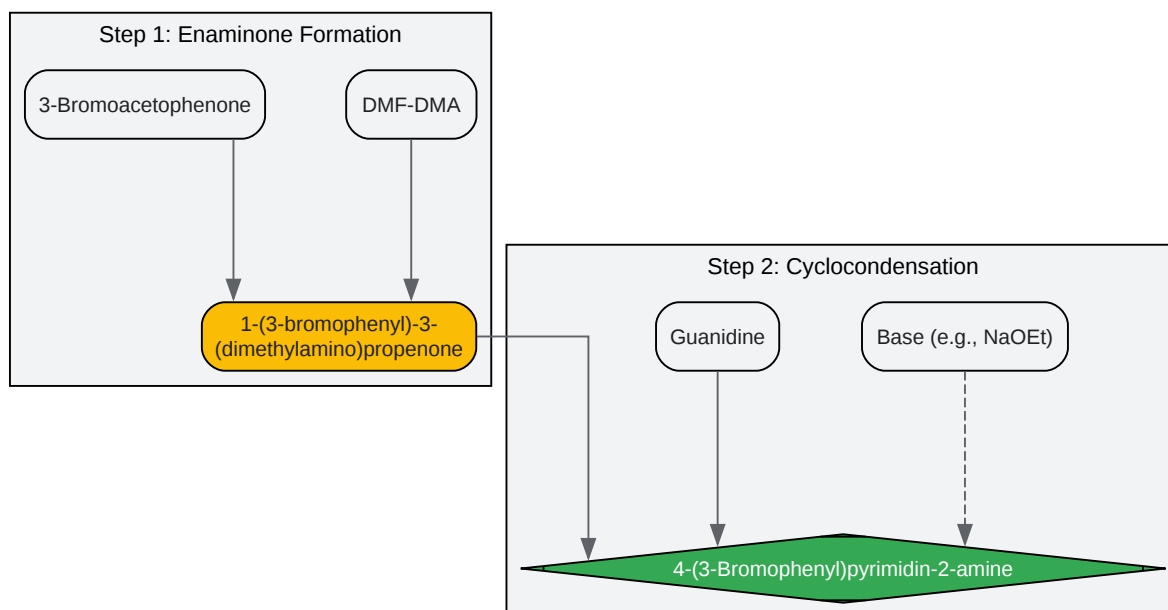 Step 1: Enaminone Formation
3-Bromoacetophenone
DMF-DMA
1-(3-bromophenyl)-3-
(dimethylamino)propenone
Step 2: Cyclocondensation
Guanidine
Base (e.g., NaOEt)
4-(3-Bromophenyl)pyrimidin-2-amine